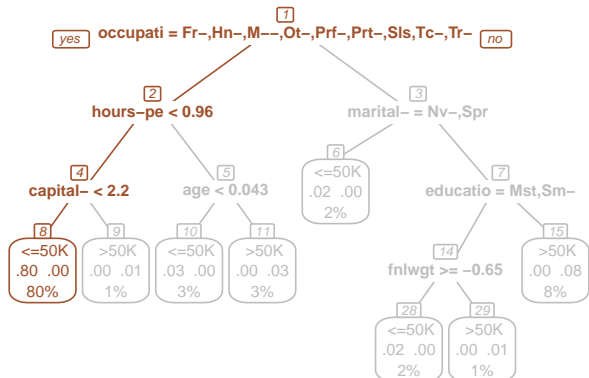 1
yes occupati = Fr−,Hn−,M−−,Ot−,Prf−,Prt−,Sls,Tc−,Tr− no
2 3
hours−pe < 0.96 marital− = Nv−,Spr
4 5 6 7
capital− < 2.2 age < 0.043 <=50K .02 .00 2% educatio = Mst,Sm−
8 9 10 11 14 15
<=50K >50K <=50K >50K fnlwgt >= −0.65 >50K
.80 .00 .00 .01 .03 .00 .00 .03 .00 .08
80% 1% 3% 3% 8%
28 29
<=50K >50K
.02 .00 .00 .01
2% 1%